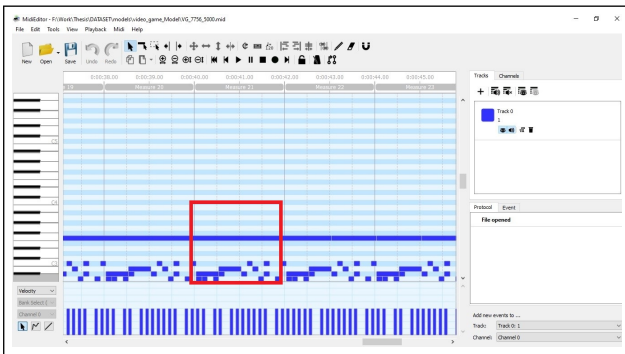 MidiEditor - F:\Work\Thesis\DATASET\models\video_game_Model\VG_7756_5000.mid
File Edit Tools View Playback Midi Help
New Open Save Undo Redo
0:00:38.00 0:00:39.00 0:00:40.00 0:00:41.00 0:00:42.00 0:00:43.00 0:00:44.00 0:00:45.00
Measure 20 Measure 21 Measure 22 Measure 23
Tracks Channels
Track 0
1
Protocol Event
File opened
Velocity
Channel 0
Add new events to ...
Track: Track 0: 1
Channel: Channel 0